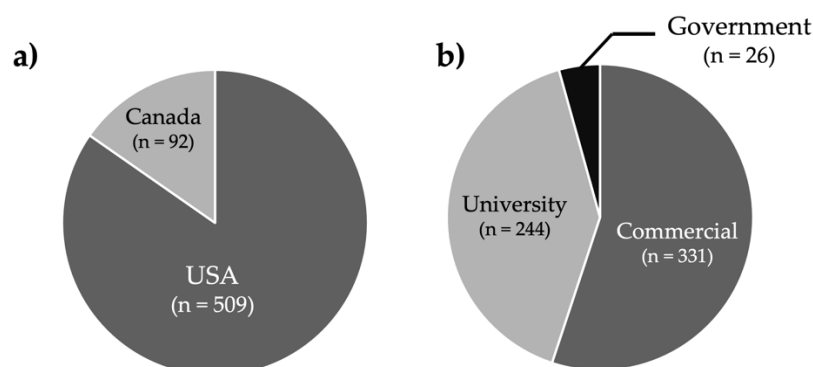 a)
Canada
(n = 92)
USA
(n = 509)
b)
Government
(n = 26)
University
(n = 244)
Commercial
(n = 331)